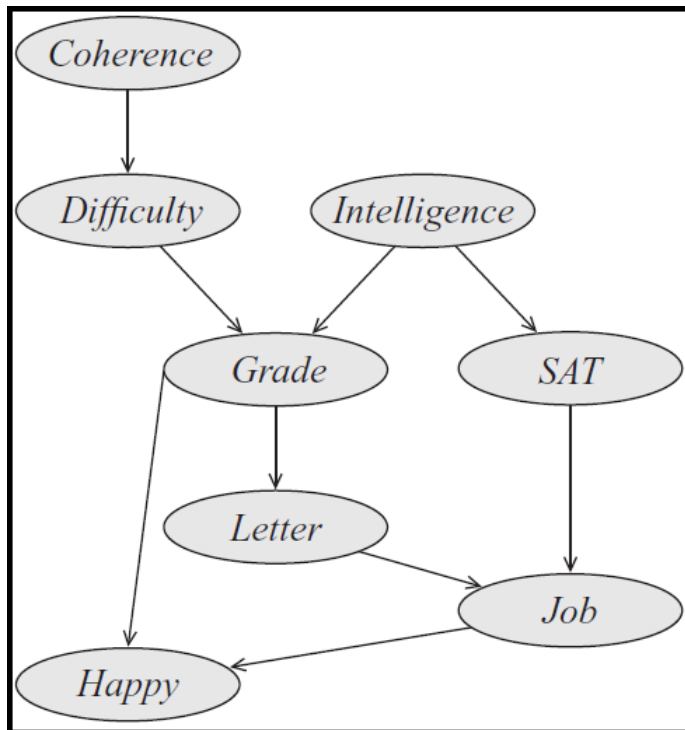 Coherence
Difficulty
Intelligence
Grade
SAT
Letter
Job
Happy